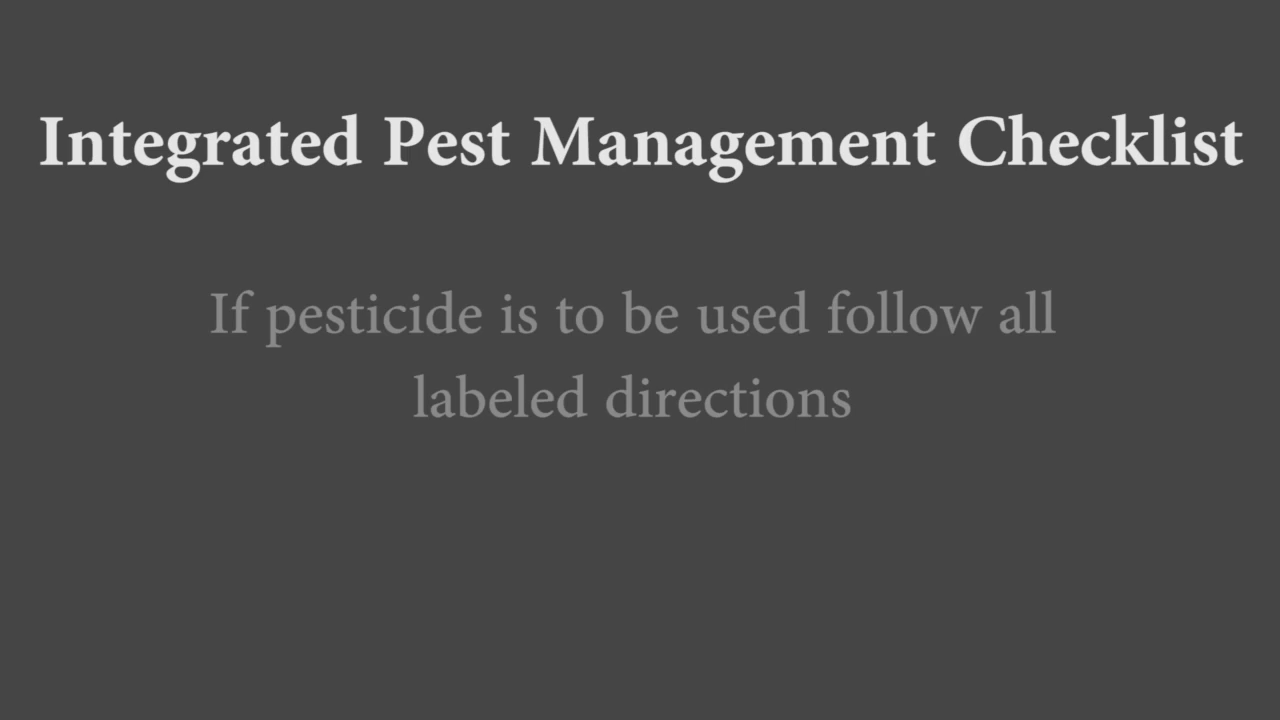 Integrated Pest Management Checklist
If pesticide is to be used follow all
labeled directions